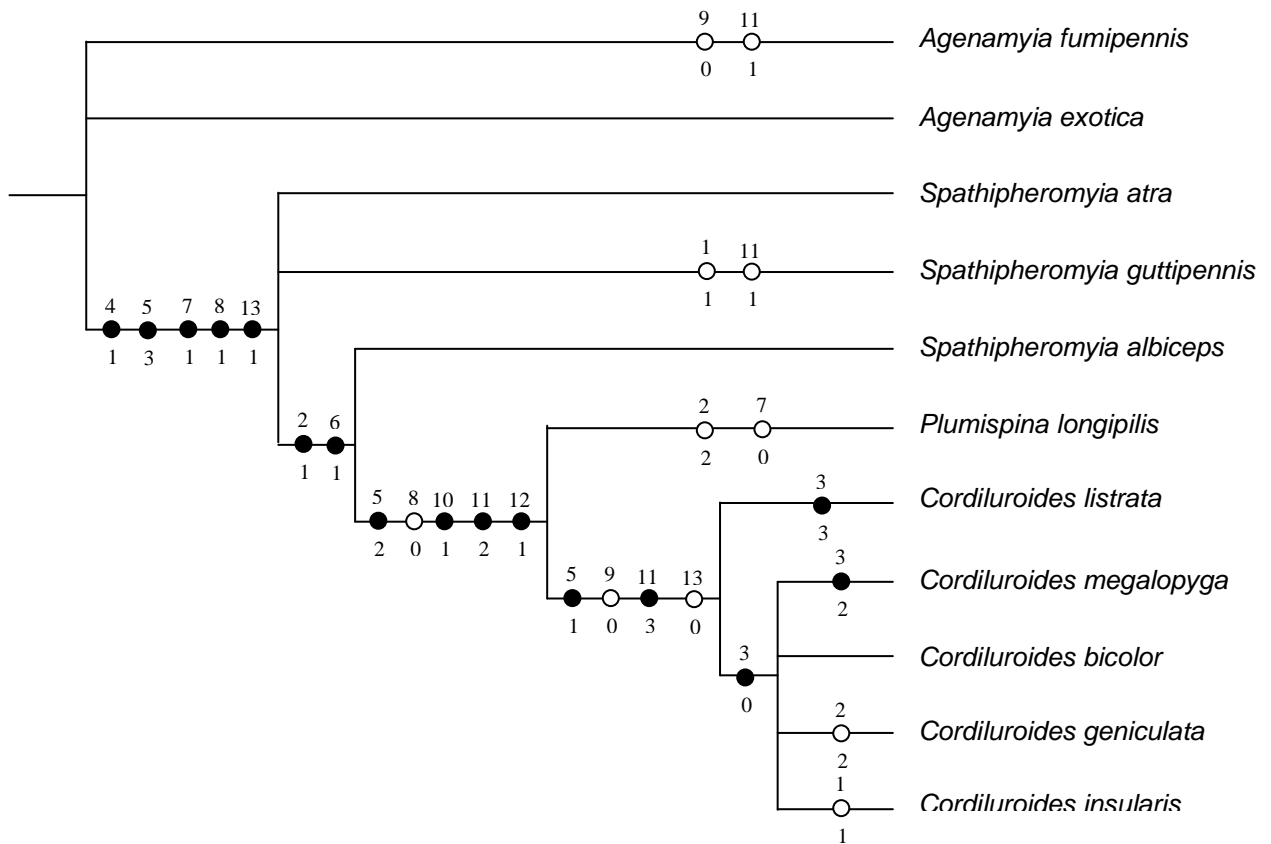 9 11
Agenamyia fumipennis
0 1
Agenamyia exotica
Spathipheromyia atra
1 11
Spathipheromyia guttipennis
1 1
4 5 7 8 13
1 3 1 1 1
Spathipheromyia albiceps
2 6
1 1
2 7
Plumispina longipilis
2 0
5 8 10 11 12
2 0 1 2 1
3
Cordiluroides listrata
3
5 9 11 13
1 0 3 0
3
Cordiluroides megalopyga
2
3
0
Cordiluroides bicolor
2
Cordiluroides geniculata
2
1
Cordiluroides insularis
1